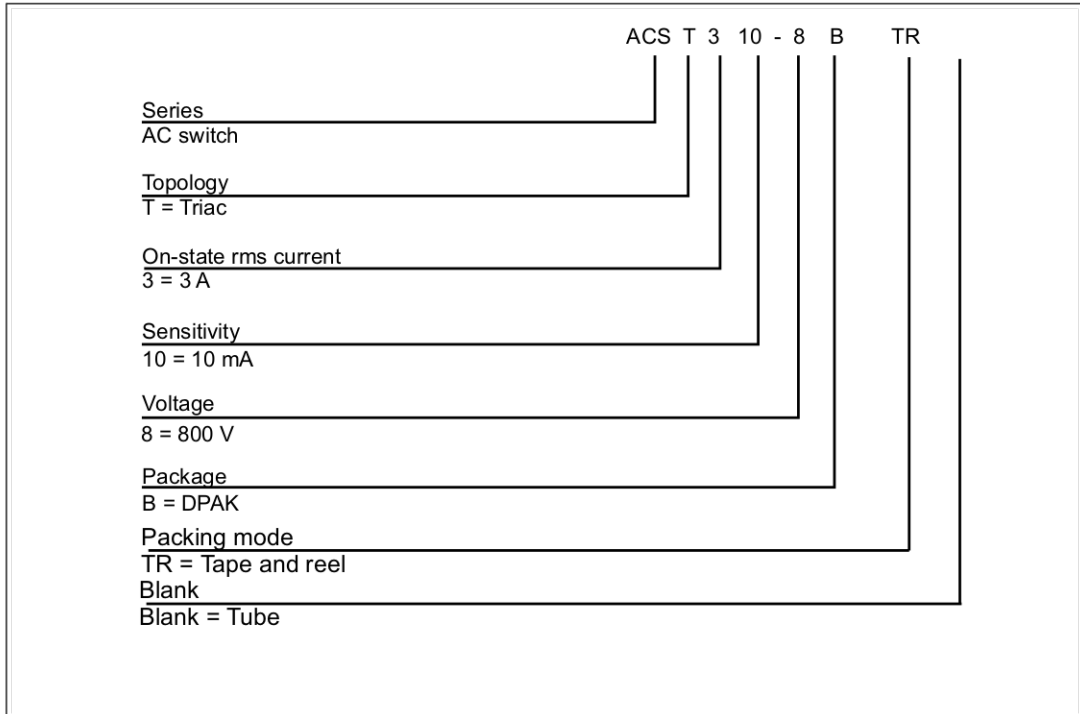 ACS T 3 10 - 8 B TR
Series
AC switch
Topology
T = Triac
On-state rms current
3 = 3 A
Sensitivity
10 = 10 mA
Voltage
8 = 800 V
Package
B = DPAK
Packing mode
TR = Tape and reel
Blank
Blank = Tube